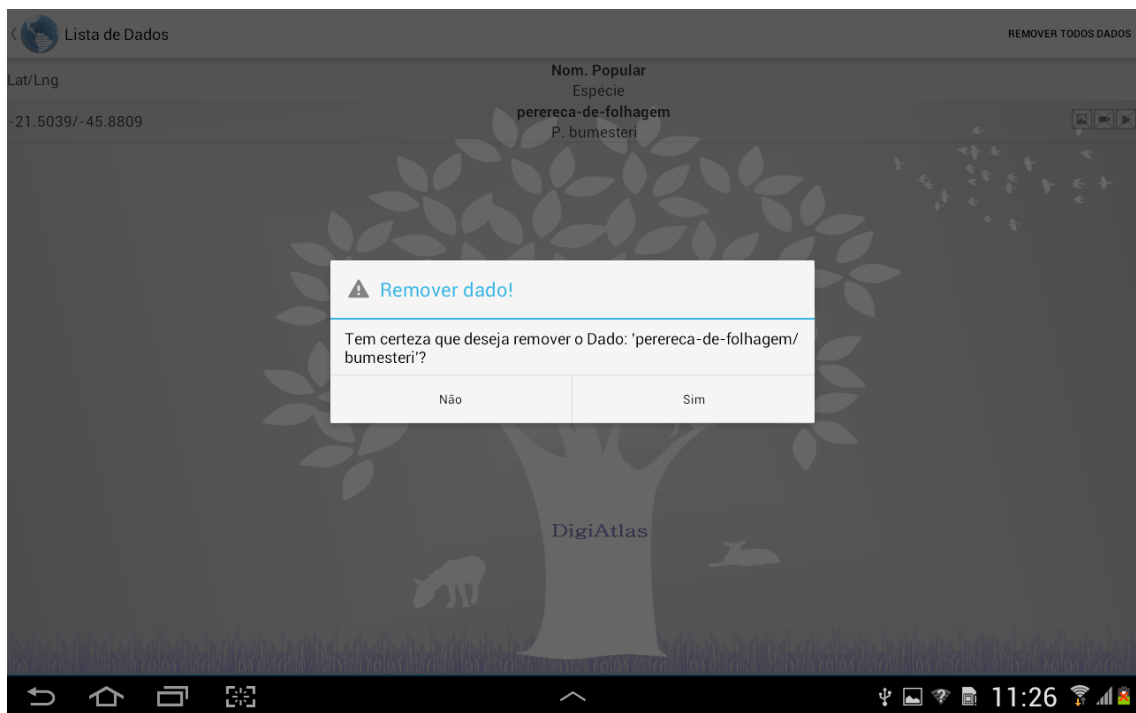 Lista de Dados
REMOVER TODOS DADOS
Lat/Lng
Nom. Popular
Espécie
-21.5039/-45.8809
perereca-de-folhagem
P. bumesteri
Remover dado!
Tem certeza que deseja remover o Dado: 'perereca-de-folhagem/
bumesteri'?
Não
Sim
DigiAtlas
11:26